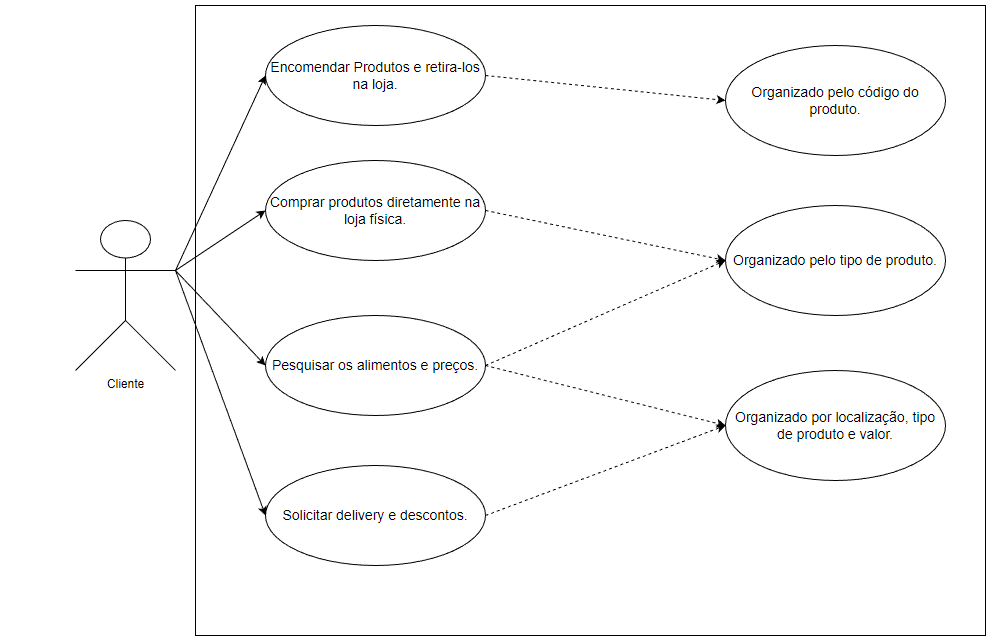 Encomendar Produtos e retira-los
na loja.
Organizado pelo código do
produto.
Comprar produtos diretamente na
loja física.
Organizado pelo tipo de produto.
Pesquisar os alimentos e preços.
Cliente
Organizado por localização, tipo
de produto e valor.
Solicitar delivery e descontos.